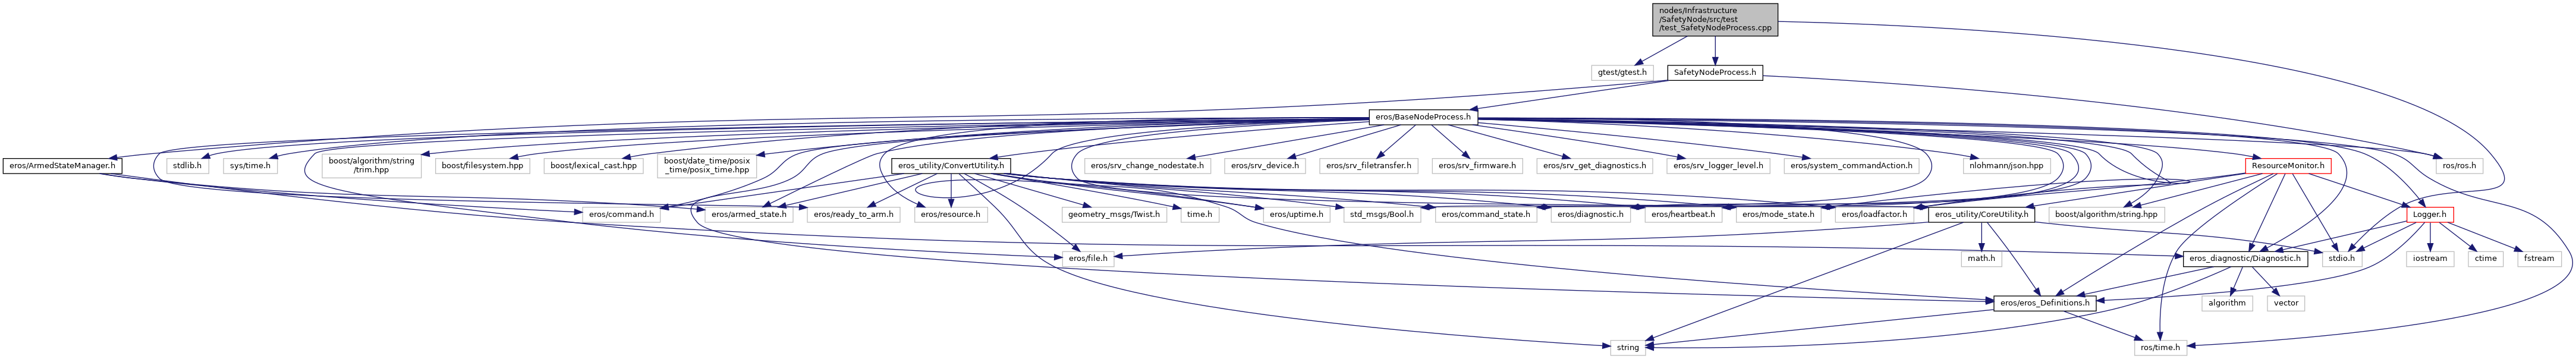 nodes/Infrastructure
/SafetyNode/src/test
/test_SafetyNodeProcess.cpp
gtest/gtest.h
SafetyNodeProcess.h
eros/BaseNodeProcess.h
eros/ArmedStateManager.h
stdlib.h
sys/time.h
boost/algorithm/string
/trim.hpp
boost/filesystem.hpp
boost/lexical_cast.hpp
boost/date_time/posix
_time/posix_time.hpp
eros_utility/ConvertUtility.h
eros/srv_change_nodestate.h
eros/srv_device.h
eros/srv_filetransfer.h
eros/srv_firmware.h
eros/srv_get_diagnostics.h
eros/srv_logger_level.h
eros/system_commandAction.h
nlohmann/json.hpp
ResourceMonitor.h
ros/ros.h
eros/command.h
eros/armed_state.h
eros/ready_to_arm.h
eros/resource.h
geometry_msgs/Twist.h
time.h
eros/uptime.h
std_msgs/Bool.h
eros/command_state.h
eros/diagnostic.h
eros/heartbeat.h
eros/mode_state.h
eros/loadfactor.h
eros_utility/CoreUtility.h
boost/algorithm/string.hpp
Logger.h
eros/file.h
math.h
eros_diagnostic/Diagnostic.h
stdio.h
iostream
ctime
fstream
eros/eros_Definitions.h
algorithm
vector
string
ros/time.h